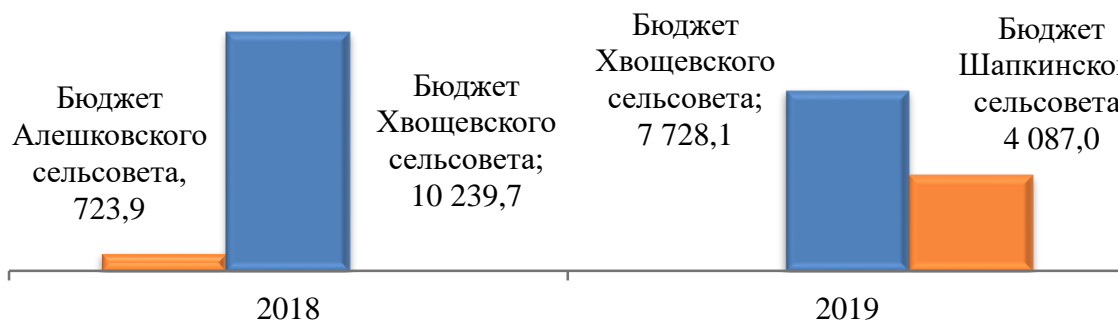 Бюджет
Алешковского
сельсовета,
723,9
Бюджет
Хвощевского
сельсовета;
10 239,7
Бюджет
Хвощевского
сельсовета;
7 728,1
Бюджет
Шапкинско
сельсовета
4 087,0
2018
2019